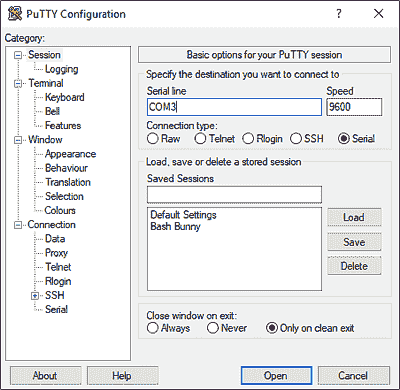 PuTTY Configuration
Category:
Session
Logging
Terminal
Keyboard
Bell
Features
Window
Appearance
Behaviour
Translation
Selection
Colours
Connection
Data
Proxy
Telnet
Rlogin
SSH
Serial
Basic options for your PuTTY session
Specify the destination you want to connect to
Serial line Speed
COM3 9600
Connection type:
Raw Telnet Rlogin SSH Serial
Load, save or delete a stored session
Saved Sessions
Default Settings
Bash Bunny
Load
Save
Delete
Close window on exit:
Always Never Only on clean exit
About Help Open Cancel